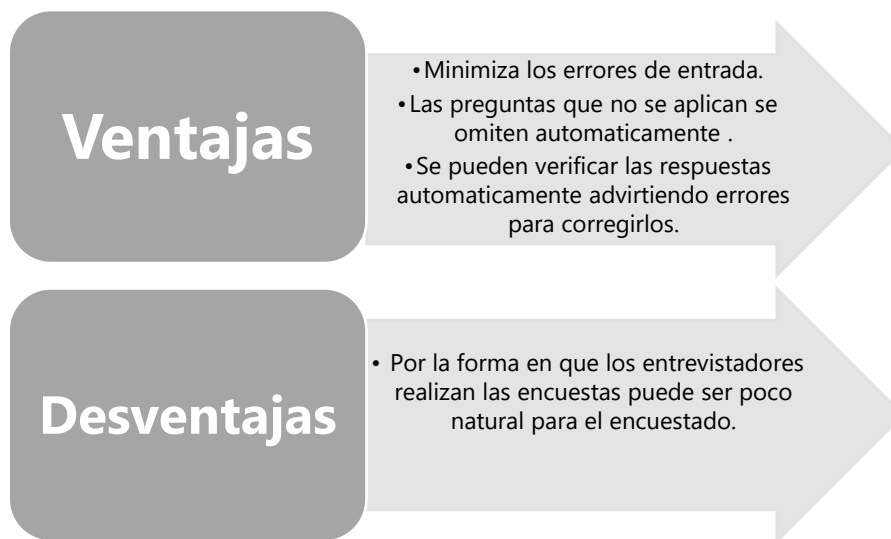 Ventajas
•Minimiza los errores de entrada.
•Las preguntas que no se aplican se
omiten automaticamente .
•Se pueden verificar las respuestas
automaticamente advirtiendo errores
para corregirlos.
Desventajas
• Por la forma en que los entrevistadores
realizan las encuestas puede ser poco
natural para el encuestado.